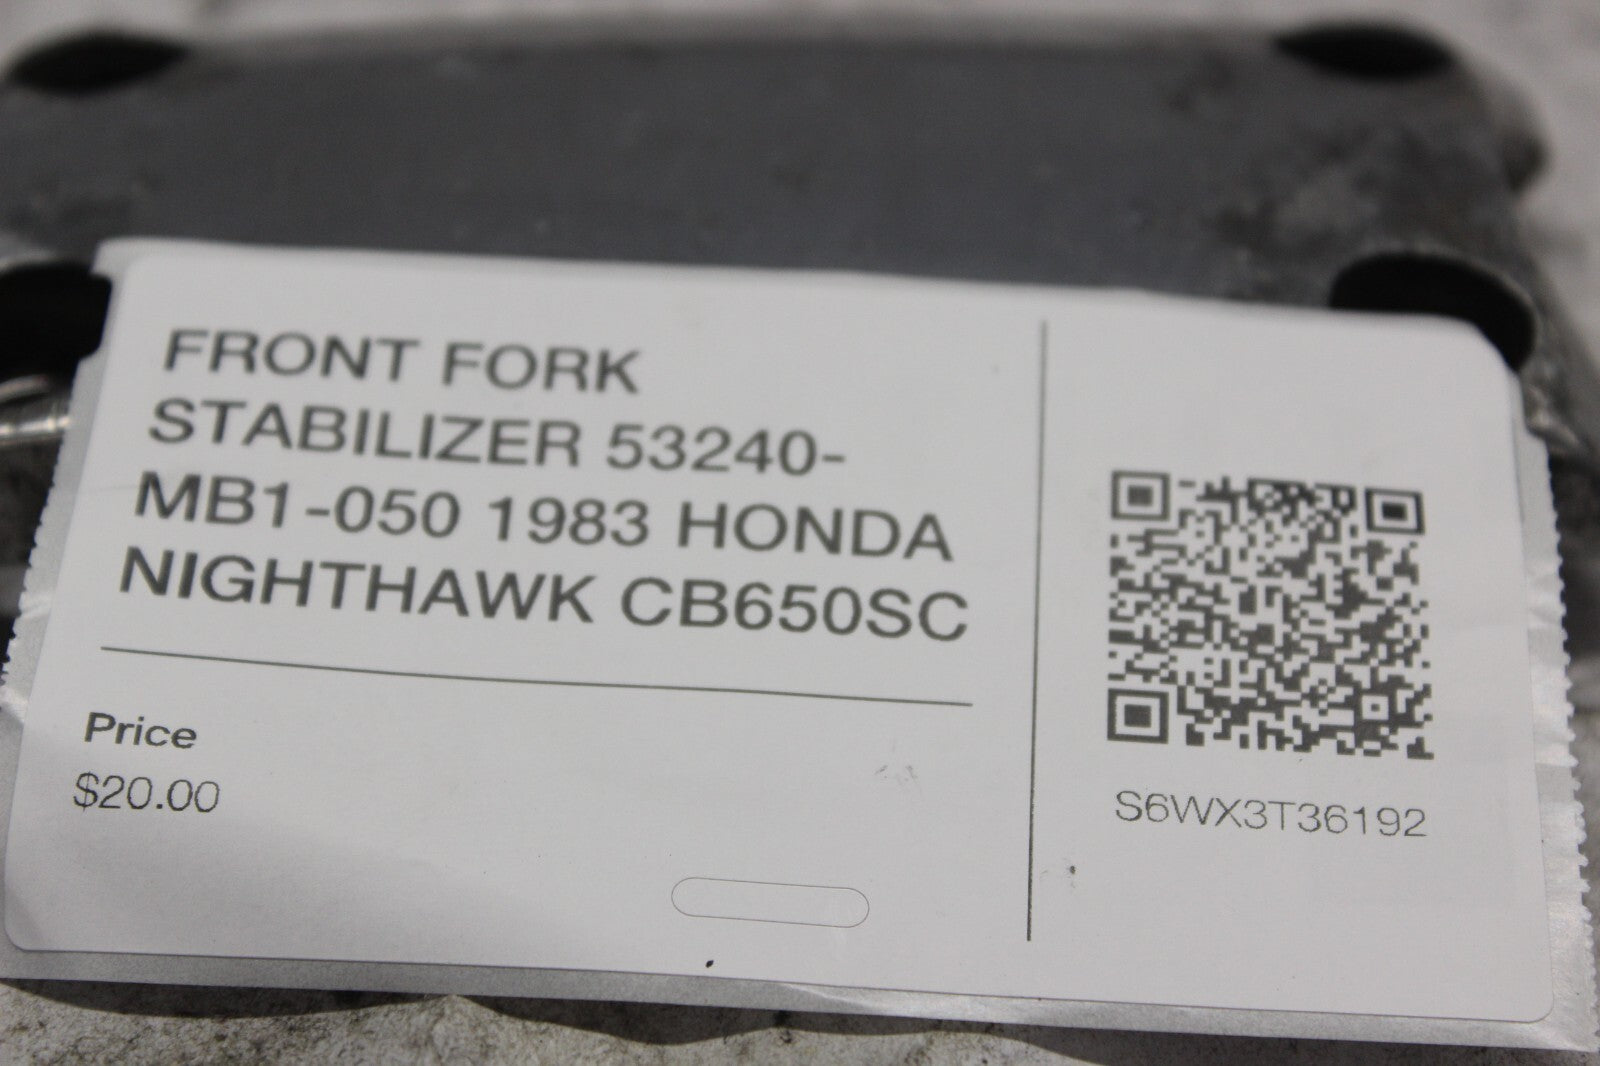 FRONT FORK
STABILIZER 53240-
MB1-050 1983 HONDA
NIGHTHAWK CB650SC
Price
$20.00
S6WX3T36192